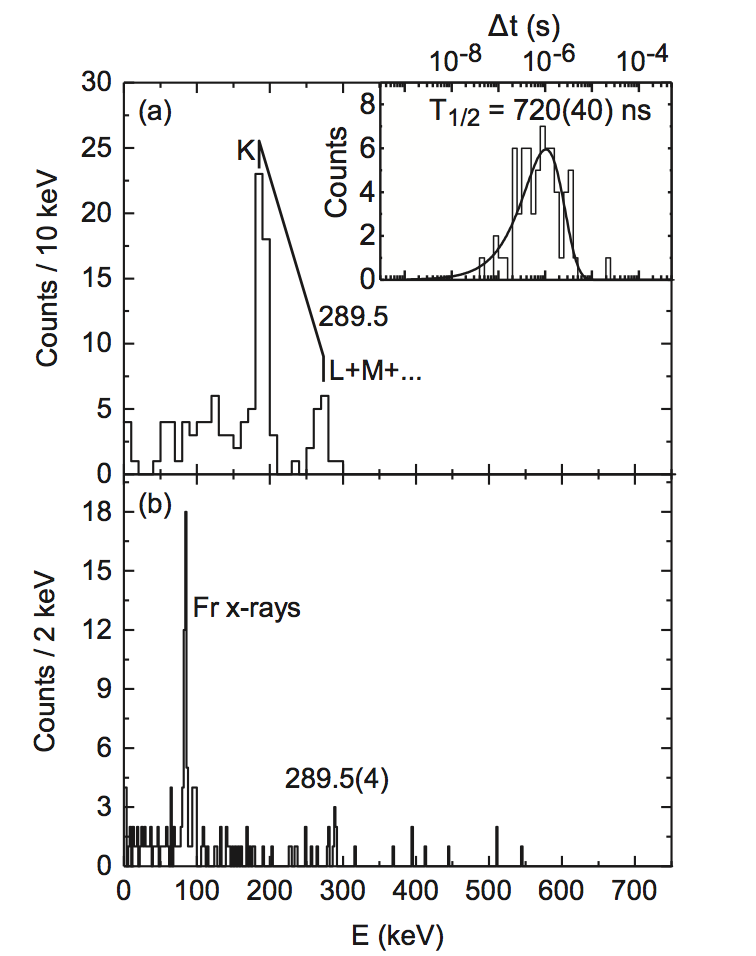 Δt (s)
10-8 10-6 10-4
30
(a)
8
T1/2 = 720(40) ns
25
K
6
Counts
20
4
2
15
0
Counts / 10 keV
289.5
10
L+M+...
5
0
(b)
18
15
Fr x-rays
12
Counts / 2 keV
9
6
289.5(4)
3
0
0 100 200 300 400 500 600 700
E (keV)